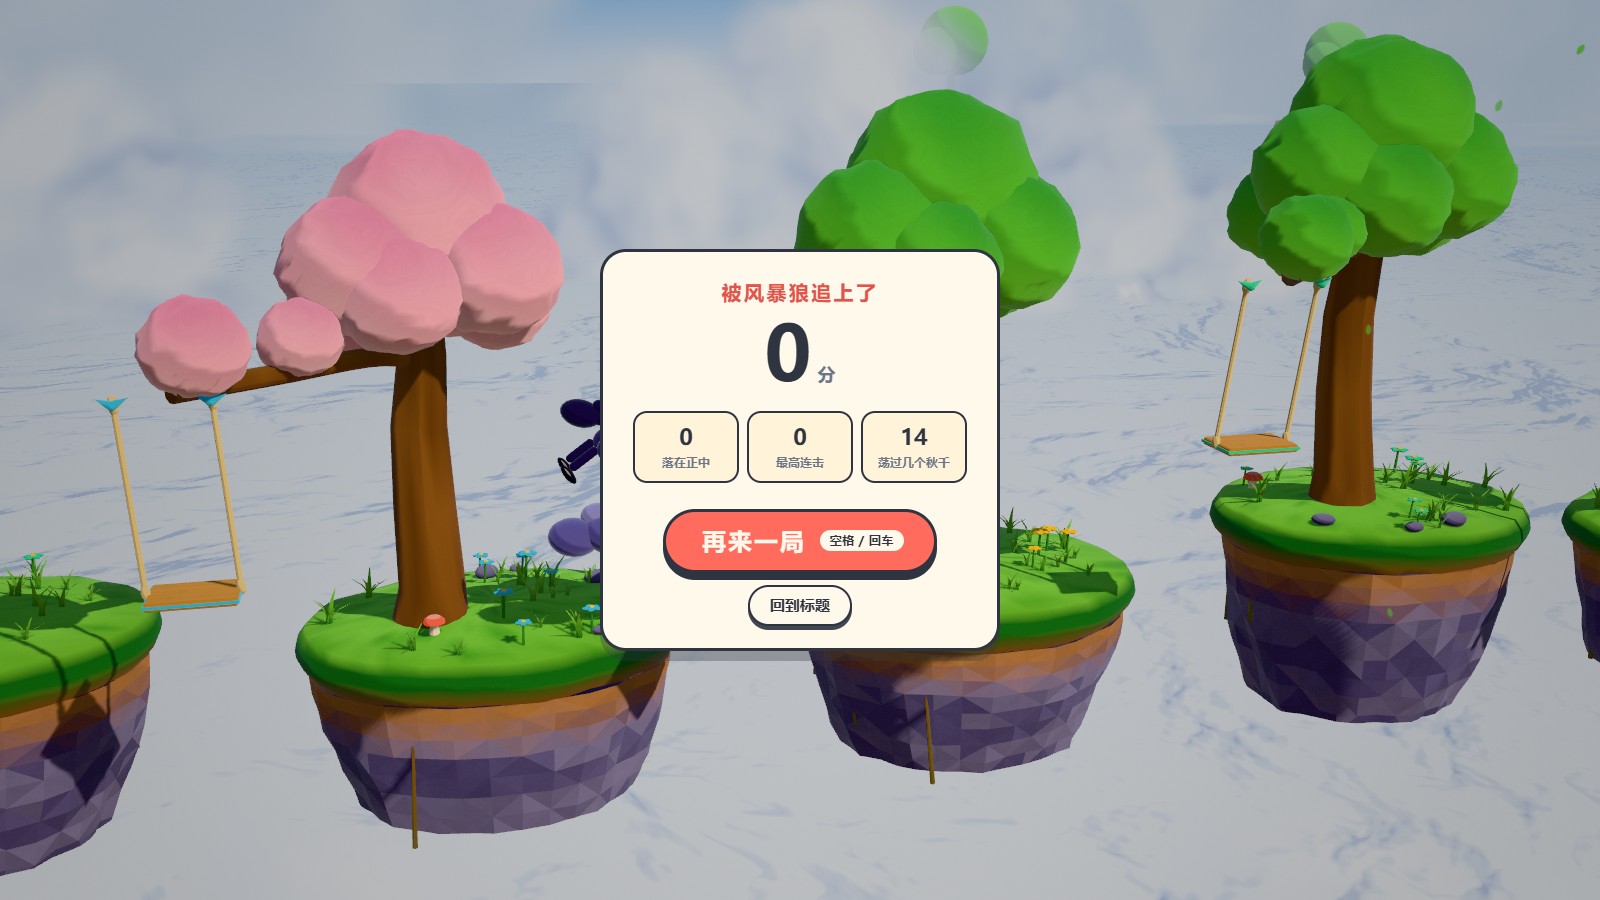 被风暴狼追上了
0 分
0
落在正中
0
最高连击
14
荡过几个秋千
再来一局 空格 / 回车
回到标题